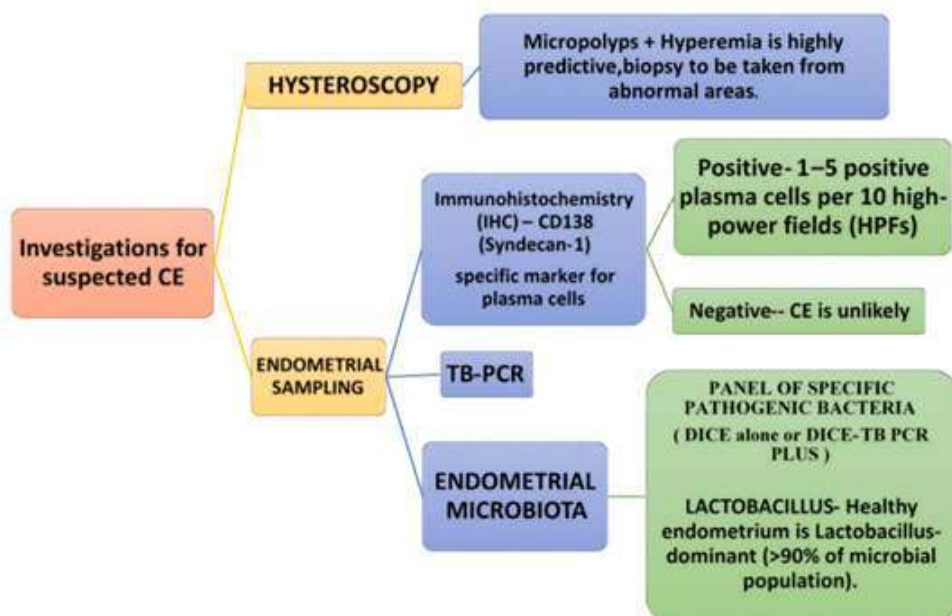 Investigations for
suspected CE
HYSTEROSCOPY
Micropolyps + Hyperemia is highly
predictive,biopsy to be taken from
abnormal areas.
ENDOMETRIAL
SAMPLING
Immunohistochemistry
(IHC) – CD138
(Syndecan-1)
specific marker for
plasma cells
Positive- 1–5 positive
plasma cells per 10 high-
power fields (HPFs)
Negative-- CE is unlikely
TB-PCR
ENDOMETRIAL
MICROBIOTA
PANEL OF SPECIFIC
PATHOGENIC BACTERIA
( DICE alone or DICE-TB PCR
PLUS )
LACTOBACILLUS- Healthy
endometrium is Lactobacillus-
dominant (>90% of microbial
population).